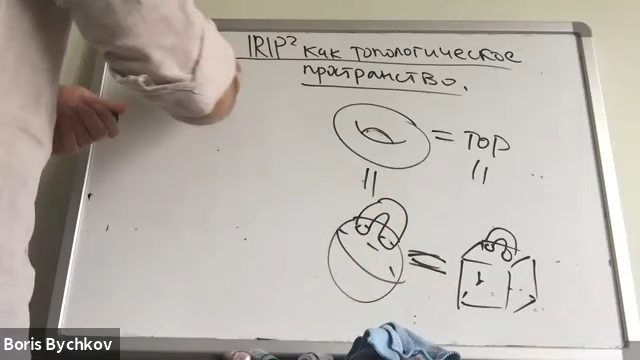 ℝP² как топологическое
пространство.
= тор
Boris Bychkov